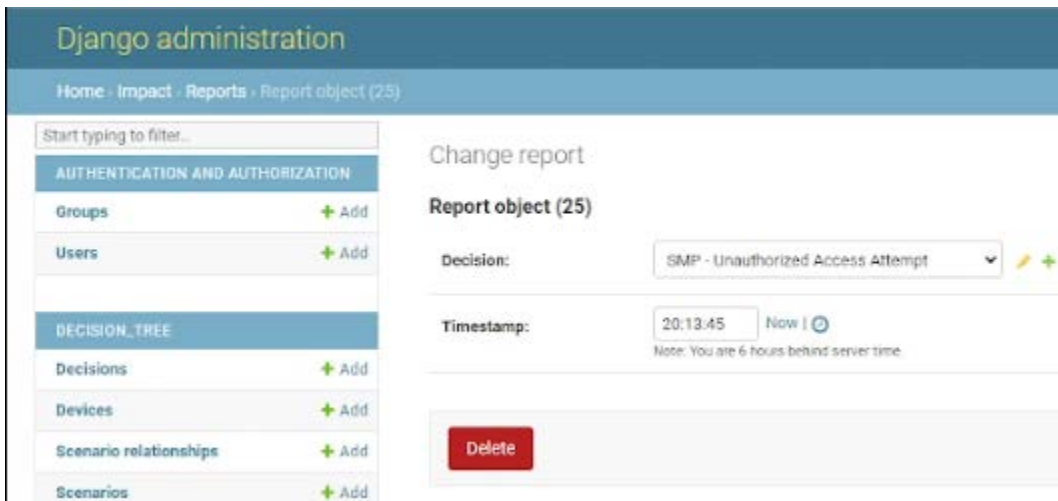 Django administration
Home › Impact › Reports › Report object (25)
Start typing to filter...
AUTHENTICATION AND AUTHORIZATION
Groups + Add
Users + Add
DECISION_TREE
Decisions + Add
Devices + Add
Scenario relationships + Add
Scenarios + Add
Change report
Report object (25)
Decision: SMP - Unauthorized Access Attempt
Timestamp: 20:13:45 Now |
Note: You are 6 hours behind server time.
Delete